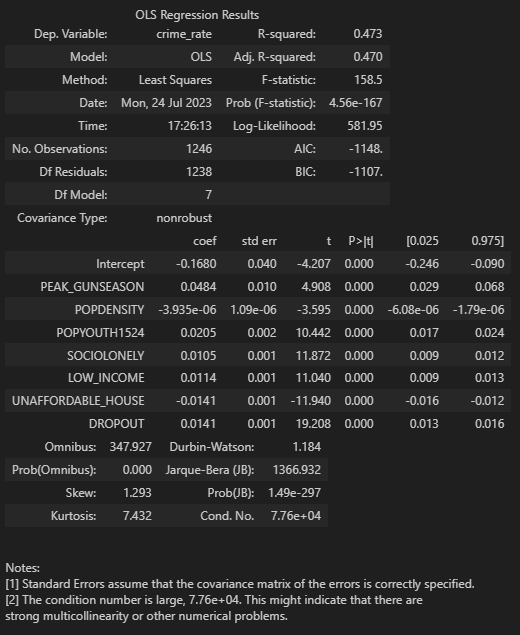 OLS Regression Results
Dep. Variable: crime_rate R-squared: 0.473
Model: OLS Adj. R-squared: 0.470
Method: Least Squares F-statistic: 158.5
Date: Mon, 24 Jul 2023 Prob (F-statistic): 4.56e-167
Time: 17:26:13 Log-Likelihood: 581.95
No. Observations: 1246 AIC: -1148.
Df Residuals: 1238 BIC: -1107.
Df Model: 7
Covariance Type: nonrobust
coef std err t P>|t| [0.025 0.975]
Intercept -0.1680 0.040 -4.207 0.000 -0.246 -0.090
PEAK_GUNSEASON 0.0484 0.010 4.908 0.000 0.029 0.068
POPDENSITY -3.935e-06 1.09e-06 -3.595 0.000 -6.08e-06 -1.79e-06
POPYOUTH1524 0.0205 0.002 10.442 0.000 0.017 0.024
SOCIOLONELY 0.0105 0.001 11.872 0.000 0.009 0.012
LOW_INCOME 0.0114 0.001 11.040 0.000 0.009 0.013
UNAFFORDABLE_HOUSE -0.0141 0.001 -11.940 0.000 -0.016 -0.012
DROPOUT 0.0141 0.001 19.208 0.000 0.013 0.016
Omnibus: 347.927 Durbin-Watson: 1.184
Prob(Omnibus): 0.000 Jarque-Bera (JB): 1366.932
Skew: 1.293 Prob(JB): 1.49e-297
Kurtosis: 7.432 Cond. No. 7.76e+04
Notes:
[1] Standard Errors assume that the covariance matrix of the errors is correctly specified.
[2] The condition number is large, 7.76e+04. This might indicate that there are
strong multicollinearity or other numerical problems.